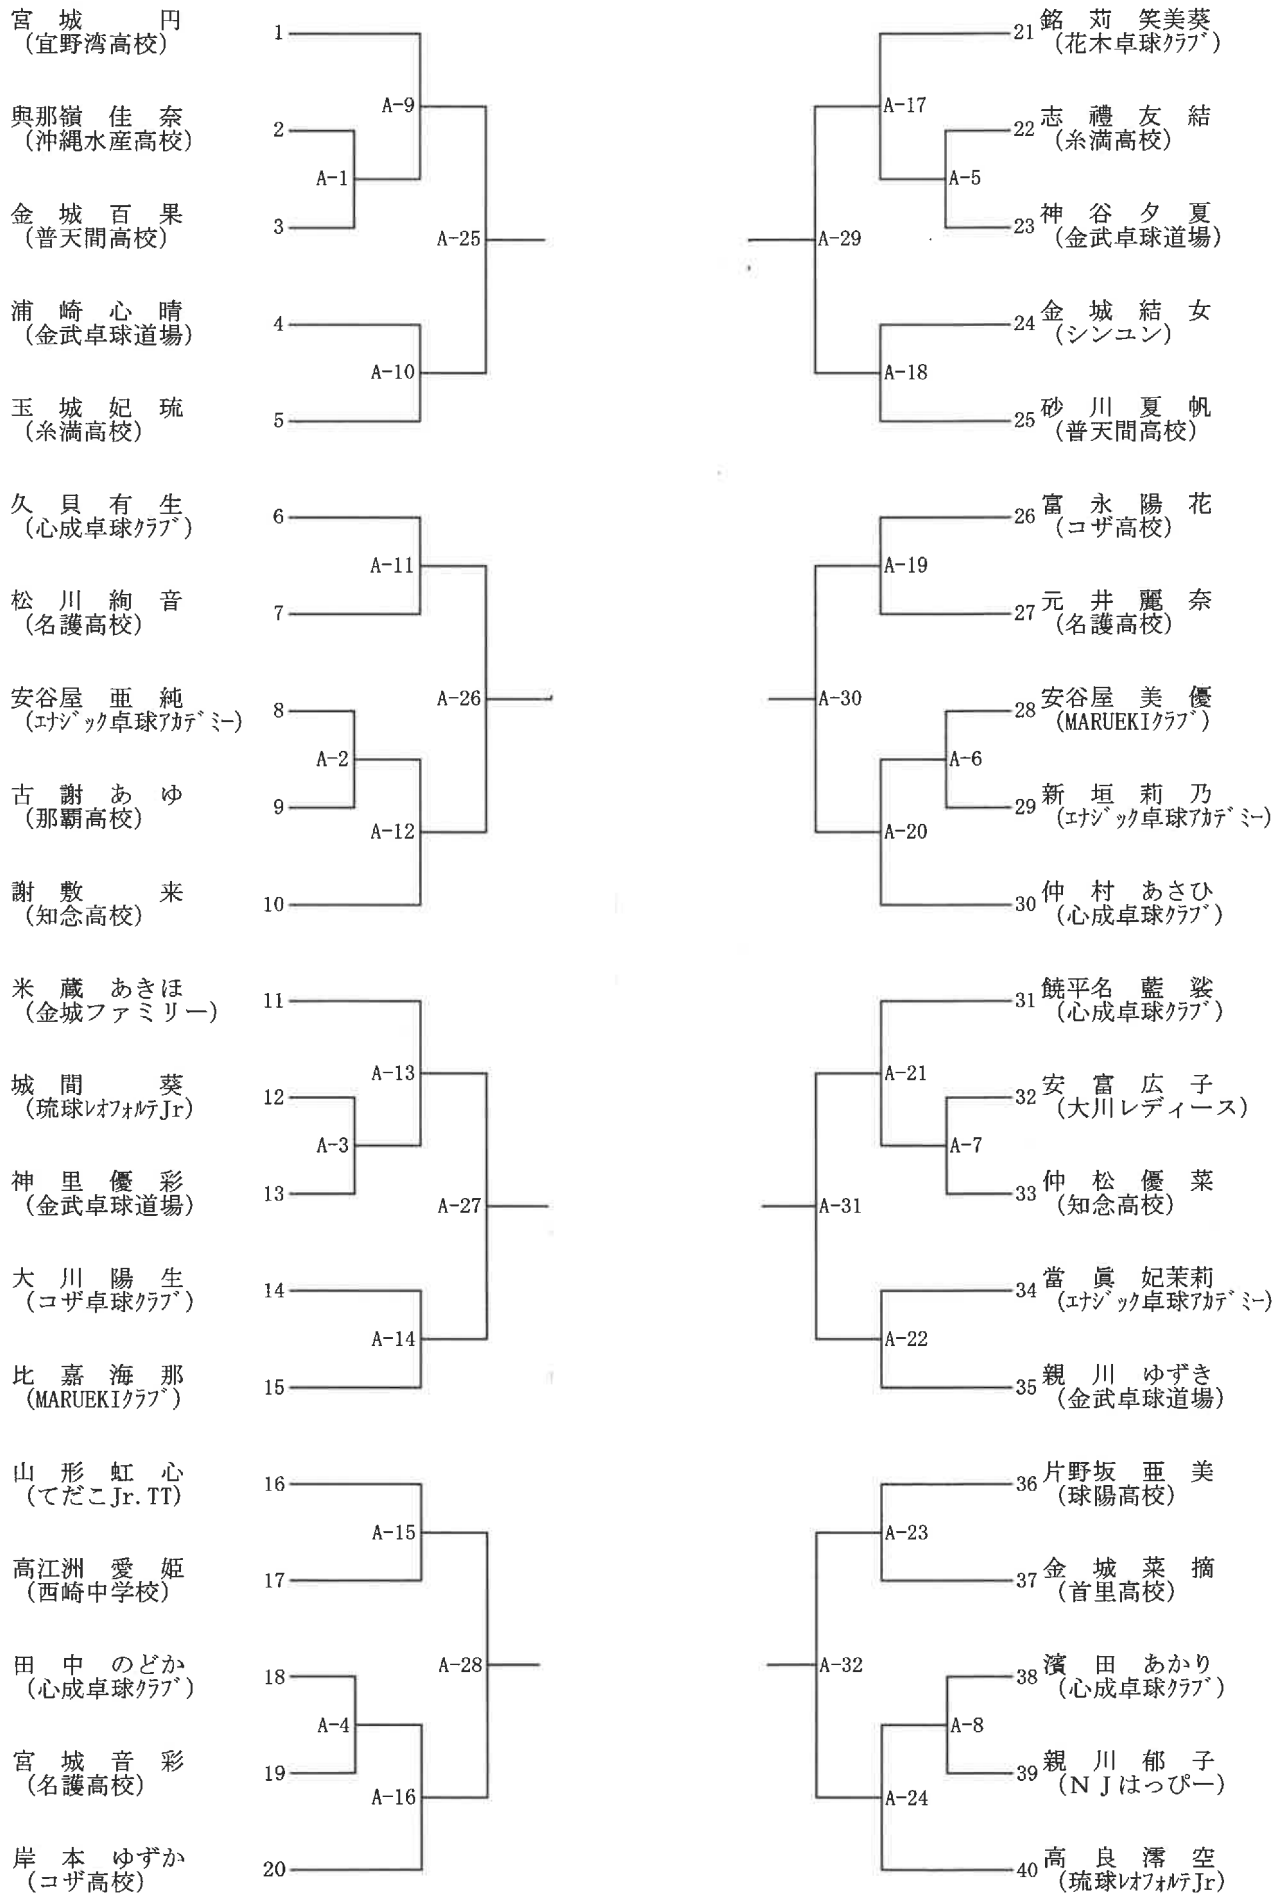 宮城 円
(宜野湾高校)
1
A-9
與那嶺 佳奈
(沖縄水産高校)
2
A-1
金城百果
(普天間高校)
3
A-25
浦崎心晴
(金武卓球道場)
4
A-10
玉城妃琉
(糸満高校)
5
久貝有生
(心成卓球ｸﾗﾌﾞ)
6
A-11
松川絢音
(名護高校)
7
安谷屋 亜純
(ｴﾅｼﾞｯｸ卓球ｱｶﾃﾞﾐｰ)
8
A-26
A-2
古謝あゆ
(那覇高校)
9
A-12
謝敷 来
(知念高校)
10
米蔵あきほ
(金城ファミリー)
11
A-13
城間 葵
(琉球ﾚｵﾌｫﾙﾃJr)
12
A-3
神里優彩
(金武卓球道場)
13
A-27
大川陽生
(コザ卓球クラブ)
14
A-14
比嘉海那
(MARUEKIｸﾗﾌﾞ)
15
山形虹心
(てだこJr.TT)
16
A-15
高江洲 愛姫
(西崎中学校)
17
田中のどか
(心成卓球ｸﾗﾌﾞ)
18
A-28
A-4
宮城音彩
(名護高校)
19
A-16
岸本ゆずか
(コザ高校)
20
21
銘苅 笑美葵
(花木卓球ｸﾗﾌﾞ)
A-17
22
志禮友結
(糸満高校)
A-5
23
神谷夕夏
(金武卓球道場)
A-29
24
金城結女
(シンユン)
A-18
25
砂川夏帆
(普天間高校)
26
富永陽花
(コザ高校)
A-19
27
元井麗奈
(名護高校)
A-30
28
安谷屋 美優
(MARUEKIｸﾗﾌﾞ)
A-6
29
新垣莉乃
(ｴﾅｼﾞｯｸ卓球ｱｶﾃﾞﾐｰ)
A-20
30
仲村あさひ
(心成卓球ｸﾗﾌﾞ)
31
饒平名 藍裟
(心成卓球ｸﾗﾌﾞ)
A-21
32
安富広子
(大川レディース)
A-7
33
仲松優菜
(知念高校)
A-31
34
當眞 妃茉莉
(ｴﾅｼﾞｯｸ卓球ｱｶﾃﾞﾐｰ)
A-22
35
親川ゆずき
(金武卓球道場)
36
片野坂 亜美
(球陽高校)
A-23
37
金城菜摘
(首里高校)
A-32
38
濱田あかり
(心成卓球ｸﾗﾌﾞ)
A-8
39
親川郁子
(ＮＪはっぴー)
A-24
40
高良澪空
(琉球ﾚｵﾌｫﾙﾃJr)